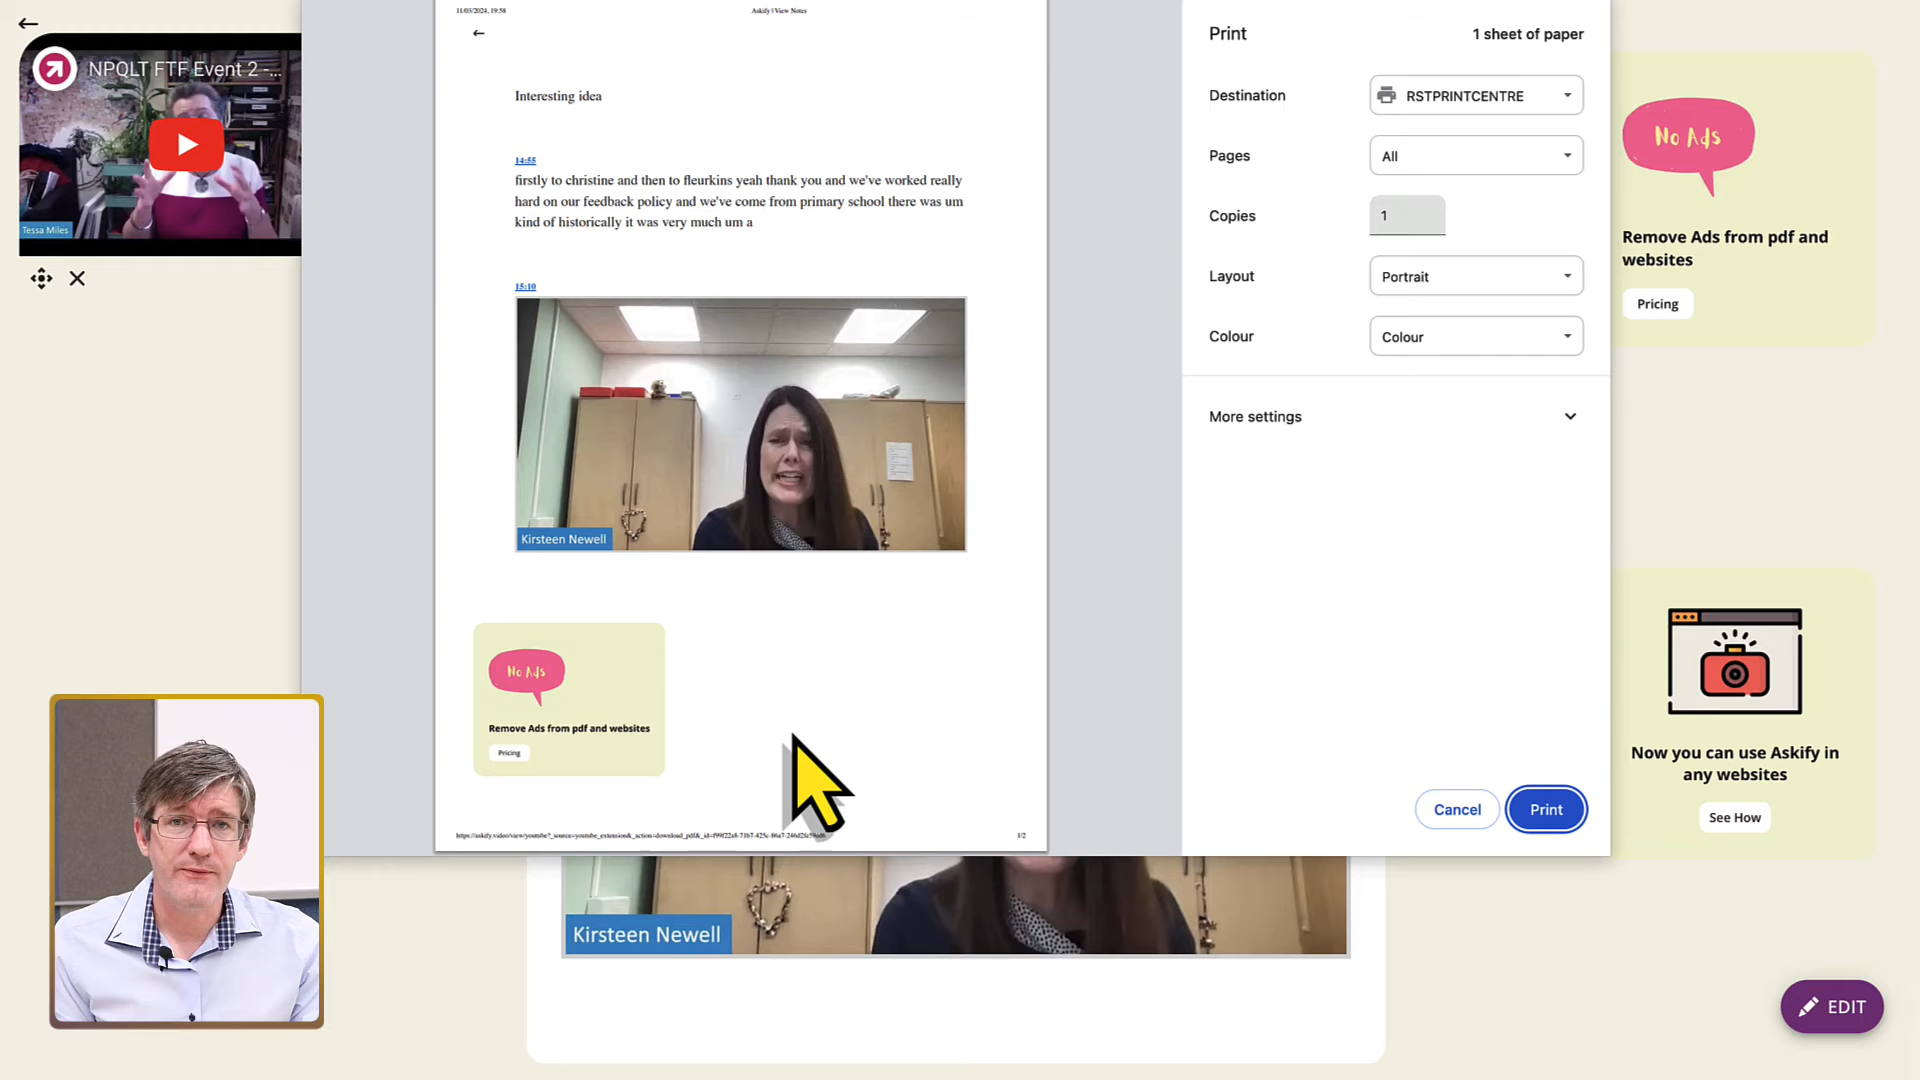 NPQLT FTF Event 2 -...
Tessa Miles
11/03/2024, 19:58
Askify | View Notes
Interesting idea
14:55
firstly to christine and then to fleurkins yeah thank you and we've worked really
hard on our feedback policy and we've come from primary school there was um
kind of historically it was very much um a
15:10
Kirsteen Newell
No Ads
Remove Ads from pdf and websites
Pricing
1/2
Print
1 sheet of paper
Destination
RSTPRINTCENTRE
Pages
All
Copies
1
Layout
Portrait
Colour
Colour
More settings
Cancel
Print
No Ads
Remove Ads from pdf and
websites
Pricing
Now you can use Askify in
any websites
See How
Kirsteen Newell
EDIT